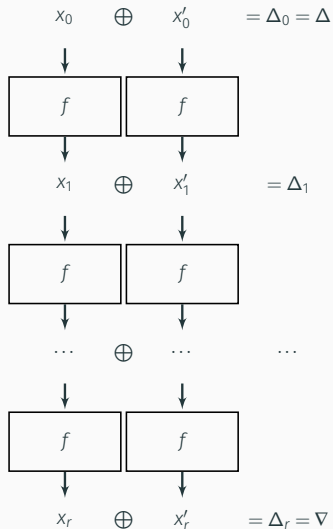 x₀ ⊕ x′₀ = Δ₀ = Δ
f f
x₁ ⊕ x′₁ = Δ₁
f f
⋯ ⊕ ⋯ ⋯
f f
xᵣ ⊕ x′ᵣ = Δᵣ = ∇